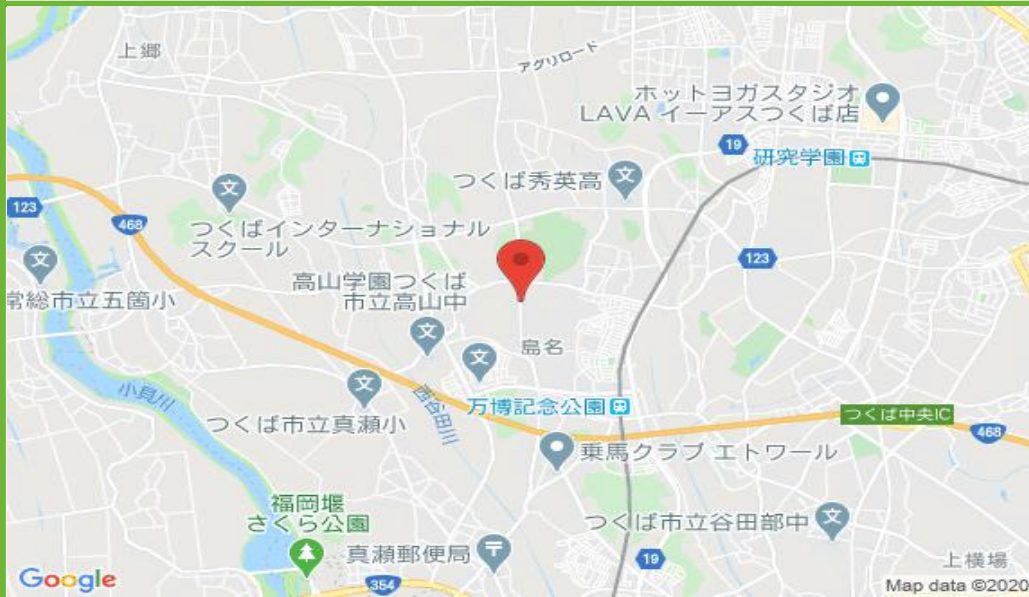 上郷
アグリロード
ホットヨガスタジオ
LAVA イーアスつくば店
19
研究学園
つくば秀英高
123
468
つくばインターナショナル
スクール
123
常総市立五箇小
高山学園つくば
市立高山中
島名
小貝川
西谷田川
万博記念公園
つくば中央IC
468
つくば市立真瀬小
乗馬クラブ エトワール
福岡堰
さくら公園
つくば市立谷田部中
真瀬郵便局
19
上横場
354
Google
Map data ©2020